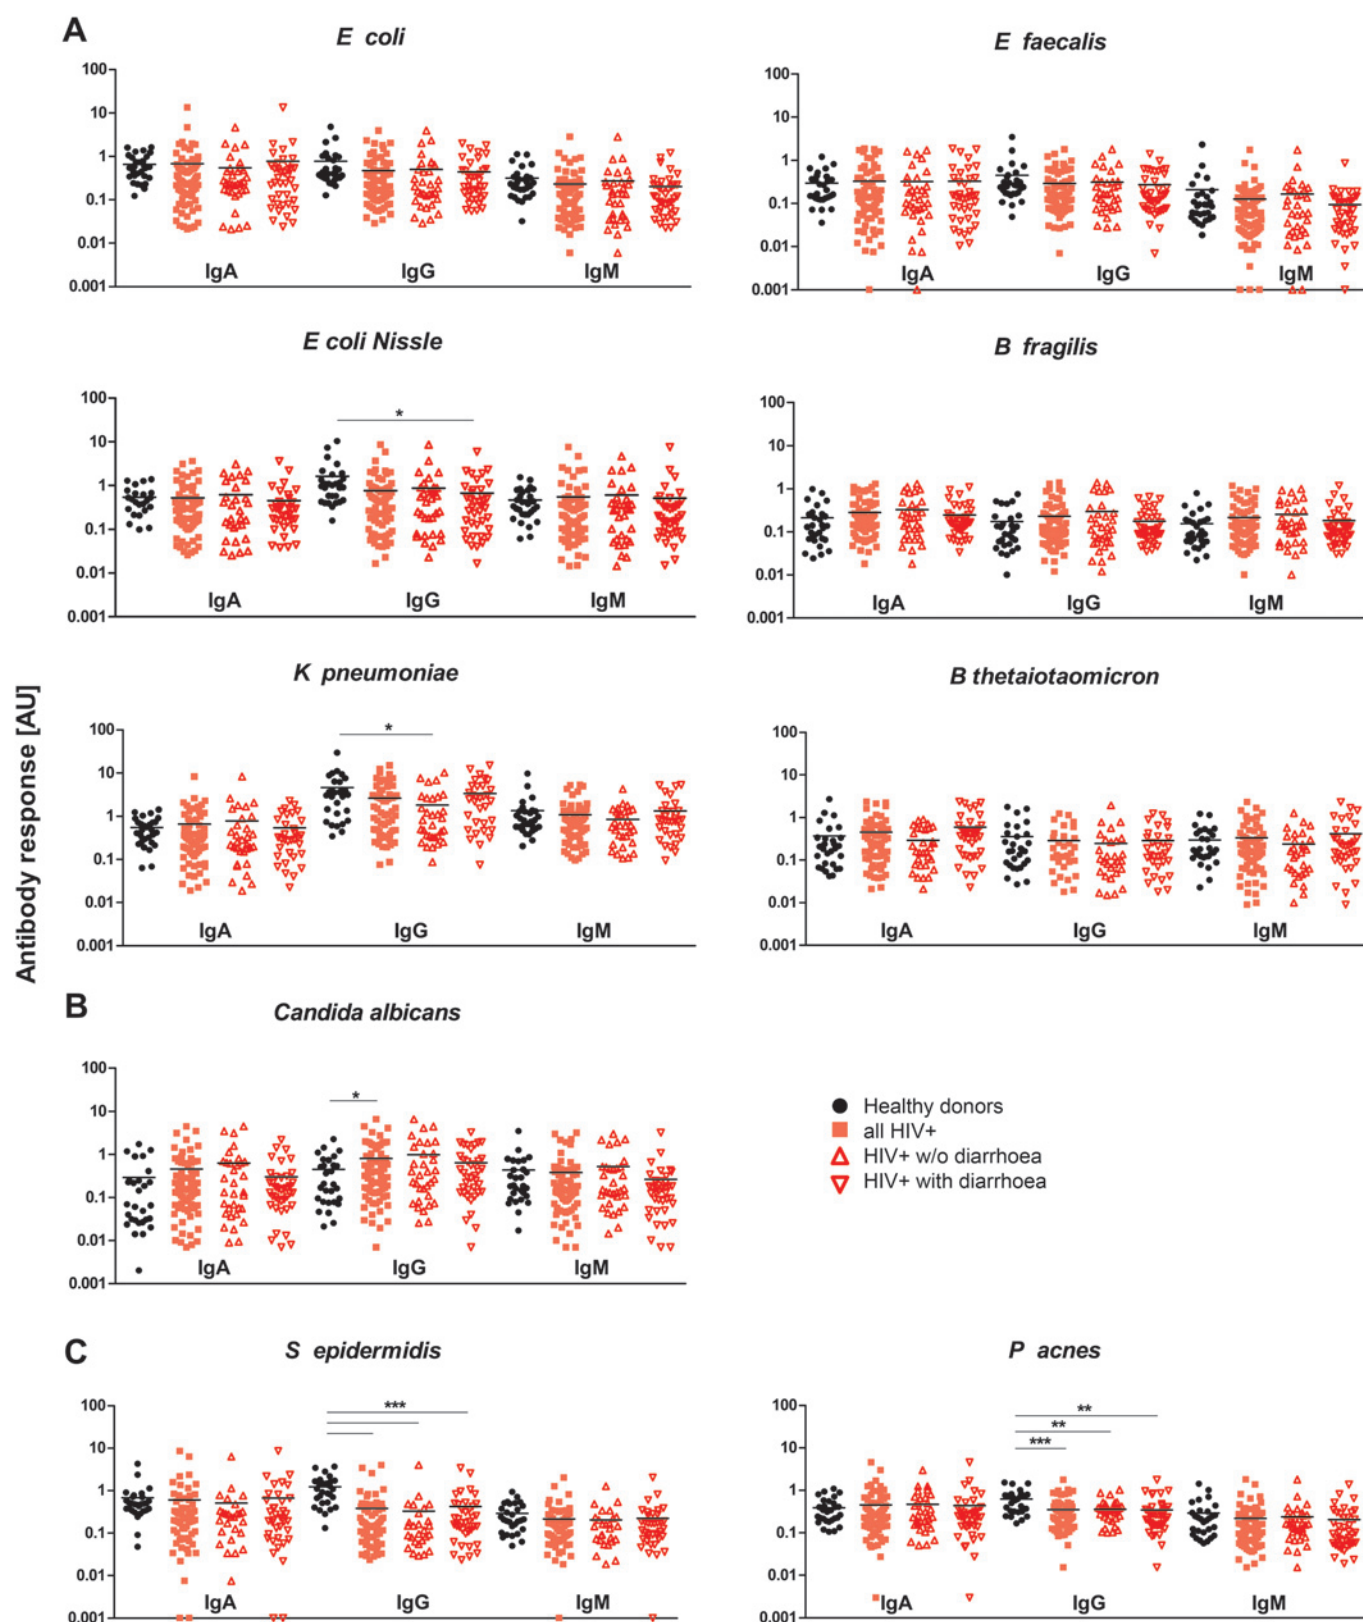 A
E coli
100
10
1
0.1
0.01
0.001
IgA IgG IgM
E faecalis
100
10
1
0.1
0.01
0.001
IgA IgG IgM
E coli Nissle
100
10
1
0.1
0.01
0.001
*
IgA IgG IgM
B fragilis
100
10
1
0.1
0.01
0.001
IgA IgG IgM
Antibody response [AU]
K pneumoniae
100
10
1
0.1
0.01
0.001
*
IgA IgG IgM
B thetaiotaomicron
100
10
1
0.1
0.01
0.001
IgA IgG IgM
B
Candida albicans
100
10
1
0.1
0.01
0.001
*
IgA IgG IgM
Healthy donors
all HIV+
HIV+ w/o diarrhoea
HIV+ with diarrhoea
C
S epidermidis
100
10
1
0.1
0.01
0.001
***
IgA IgG IgM
P acnes
100
10
1
0.1
0.01
0.001
**
**
***
IgA IgG IgM